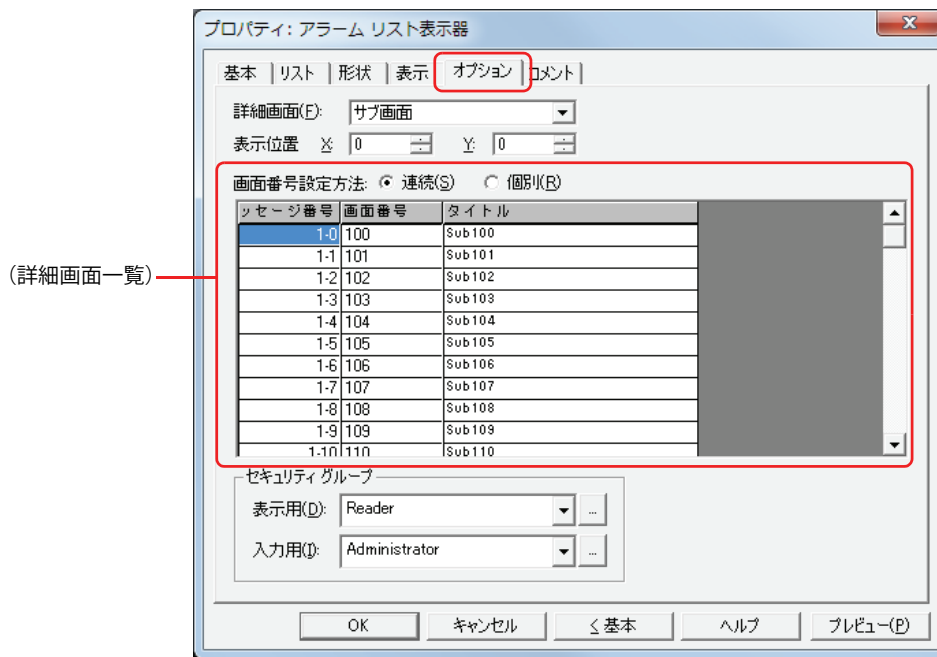 プロパティ: アラーム リスト表示器
基本 リスト 形状 表示 オプション コメント
詳細画面(F): サブ画面
表示位置 X: 0 Y: 0
画面番号設定方法: 連続(S) 個別(R)
ッセージ番号 画面番号 タイトル
1-0 100 Sub100
1-1 101 Sub101
1-2 102 Sub102
1-3 103 Sub103
(詳細画面一覧)
1-4 104 Sub104
1-5 105 Sub105
1-6 106 Sub106
1-7 107 Sub107
1-8 108 Sub108
1-9 109 Sub109
1-10 110 Sub110
セキュリティ グループ
表示用(D): Reader ...
入力用(I): Administrator ...
OK キャンセル < 基本 ヘルプ プレビュー(P)